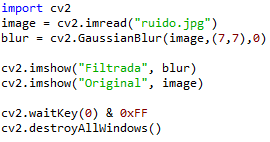 import cv2
image = cv2.imread("ruido.jpg")
blur = cv2.GaussianBlur(image,(7,7),0)
cv2.imshow("Filtrada", blur)
cv2.imshow("Original", image)
cv2.waitKey(0) & 0xFF
cv2.destroyAllWindows()